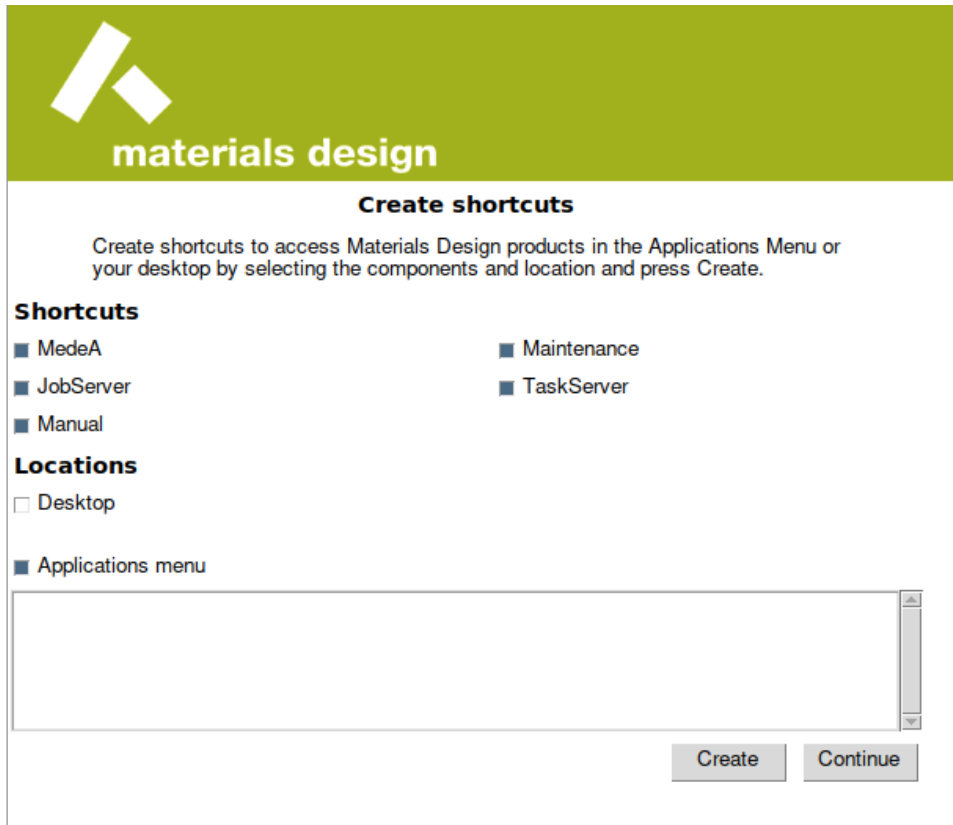 materials design
Create shortcuts
Create shortcuts to access Materials Design products in the Applications Menu or
your desktop by selecting the components and location and press Create.
Shortcuts
MedeA
Maintenance
JobServer
TaskServer
Manual
Locations
Desktop
Applications menu
Create
Continue